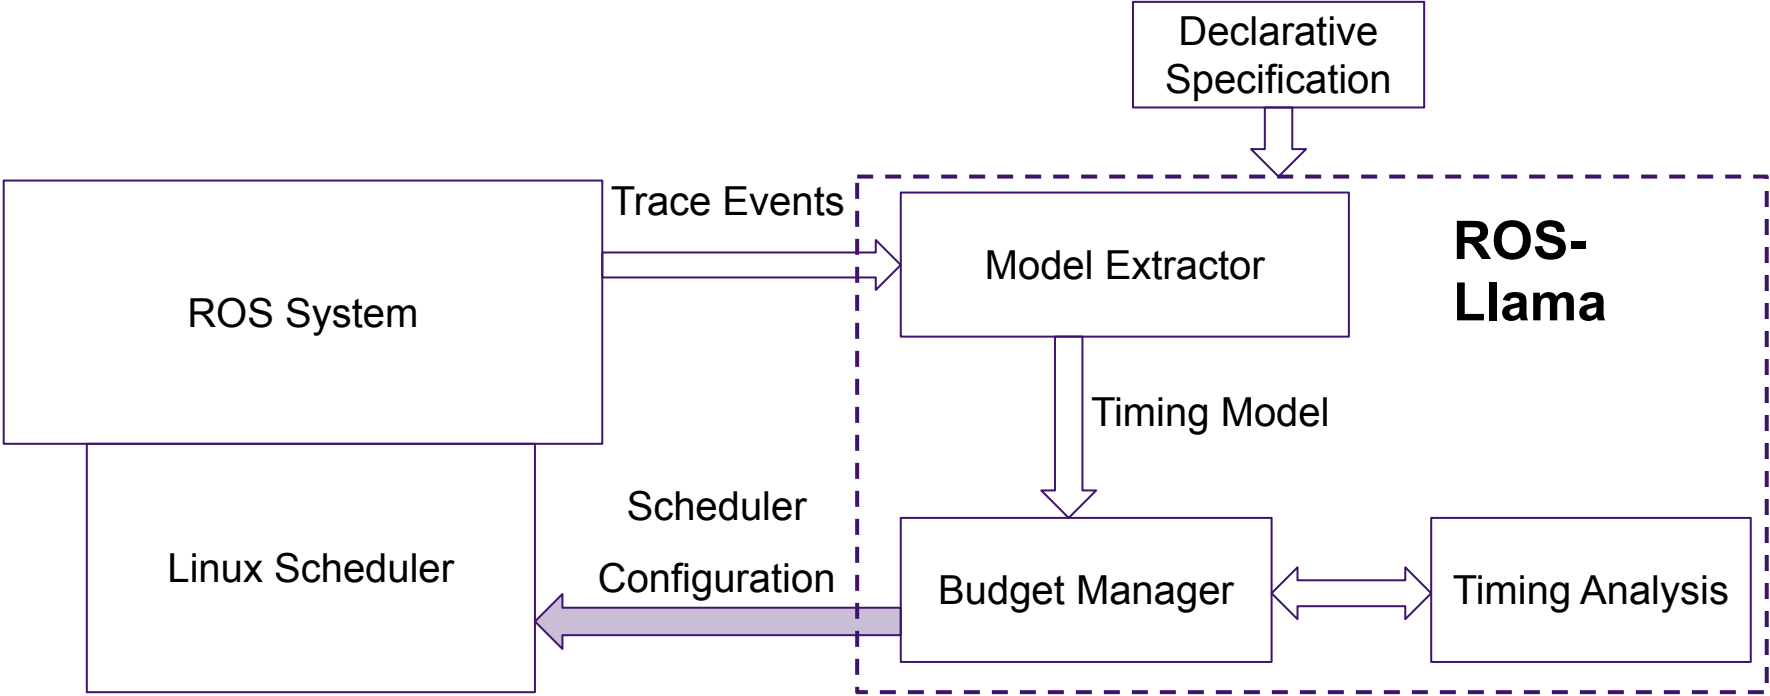 Declarative
Specification
Trace Events
Model Extractor
ROS-
Llama
ROS System
Timing Model
Scheduler
Configuration
Linux Scheduler
Budget Manager
Timing Analysis